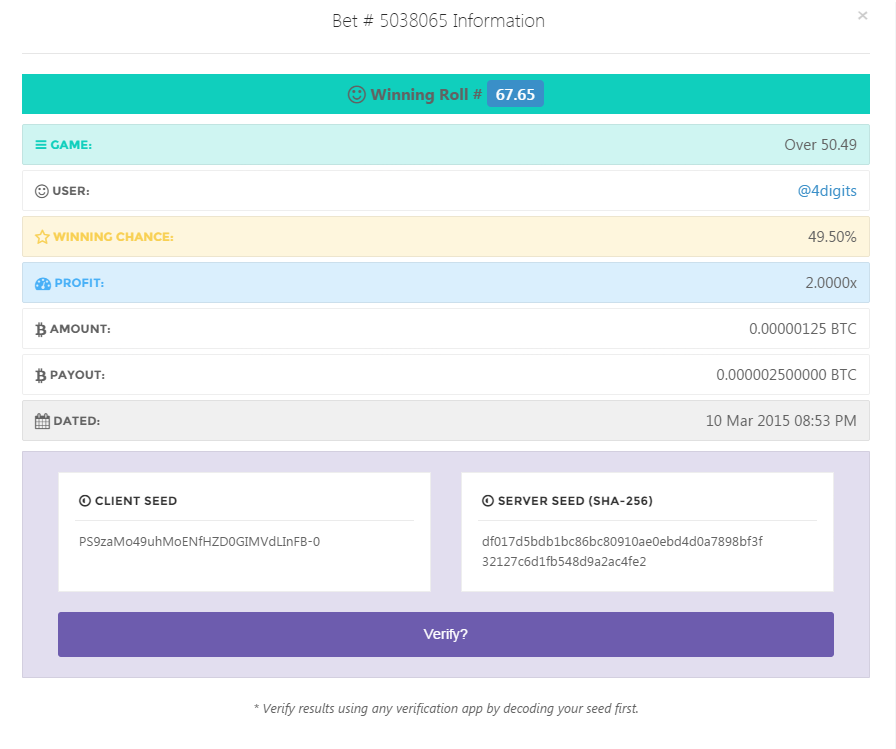 Bet # 5038065 Information
×
Winning Roll # 67.65
GAME: Over 50.49
USER: @4digits
WINNING CHANCE: 49.50%
PROFIT: 2.0000x
AMOUNT: 0.00000125 BTC
PAYOUT: 0.000002500000 BTC
DATED: 10 Mar 2015 08:53 PM
CLIENT SEED
PS9zaMo49uhMoENfHZD0GIMVdLInFB-0
SERVER SEED (SHA-256)
df017d5bdb1bc86bc80910ae0ebd4d0a7898bf3f
32127c6d1fb548d9a2ac4fe2
Verify?
* Verify results using any verification app by decoding your seed first.